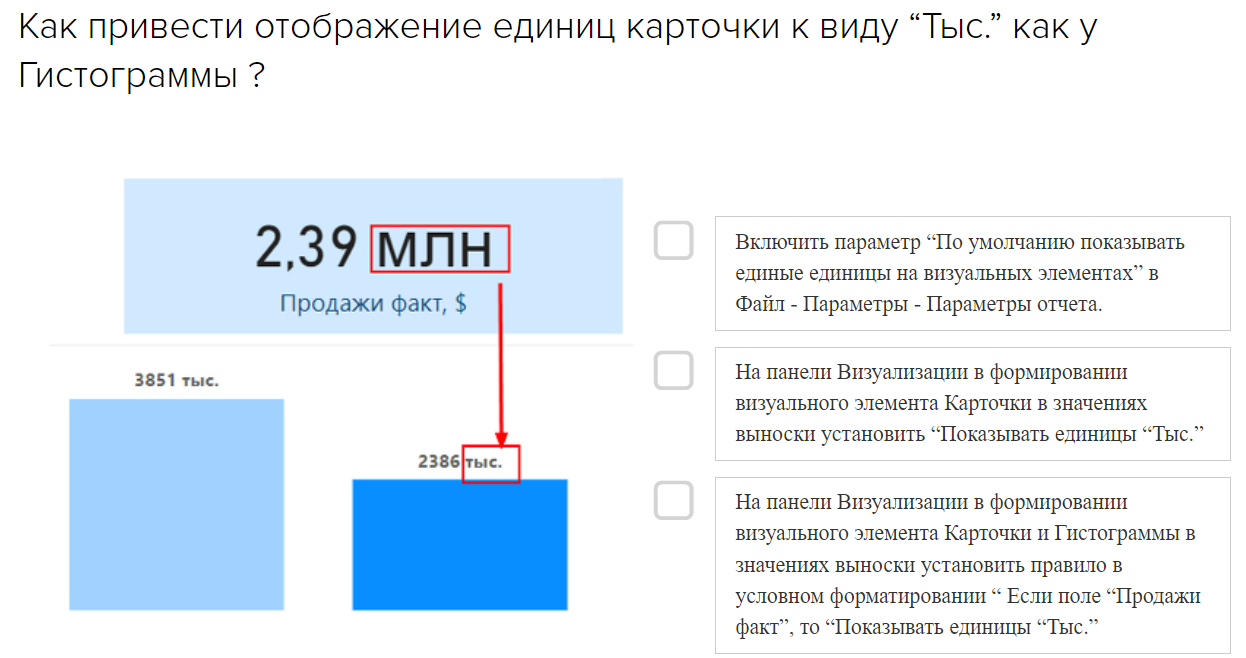 Как привести отображение единиц карточки к виду “Тыс.” как у
Гистограммы ?
2,39 млн
Продажи факт, $
3851 тыс.
2386 тыс.
Включить параметр “По умолчанию показывать
единые единицы на визуальных элементах” в
Файл - Параметры - Параметры отчета.
На панели Визуализации в формировании
визуального элемента Карточки в значениях
выноски установить “Показывать единицы “Тыс.”
На панели Визуализации в формировании
визуального элемента Карточки и Гистограммы в
значениях выноски установить правило в
условном форматировании “ Если поле “Продажи
факт”, то “Показывать единицы “Тыс.”